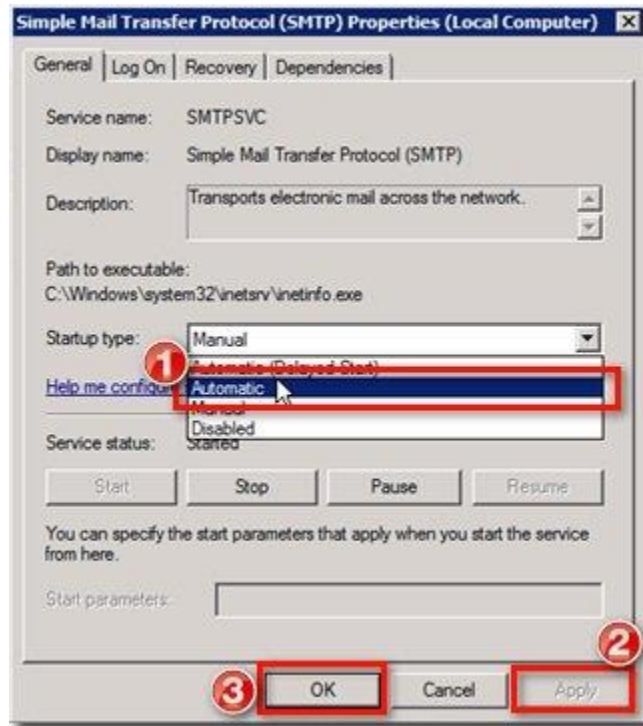 Simple Mail Transfer Protocol (SMTP) Properties (Local Computer)
General Log On Recovery Dependencies
Service name: SMTPSVC
Display name: Simple Mail Transfer Protocol (SMTP)
Description: Transports electronic mail across the network.
Path to executable:
C:\Windows\system32\inetsrv\inetinfo.exe
Startup type: Manual
1
Automatic (Delayed Start)
Help me configure Automatic
Manual
Disabled
Service status: Started
Start Stop Pause Resume
You can specify the start parameters that apply when you start the service
from here.
Start parameters:
2
3 OK Cancel Apply